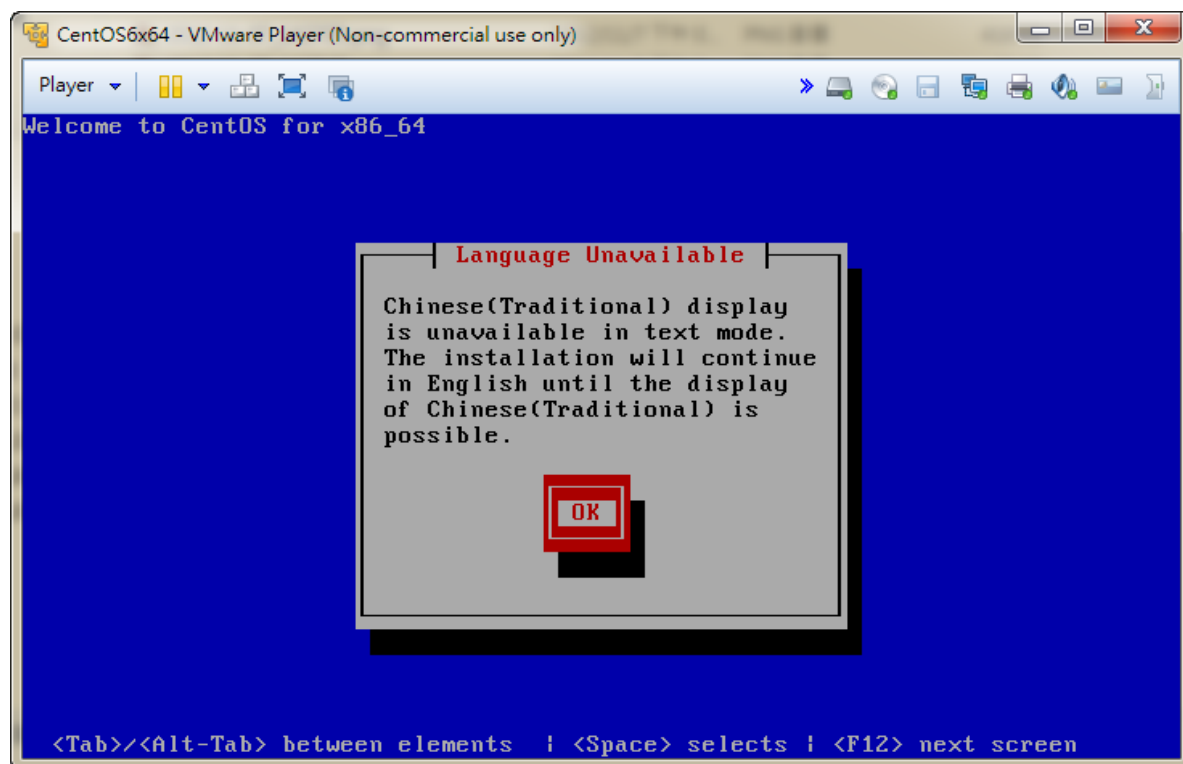 CentOS6x64 - VMware Player (Non-commercial use only)
Player
Welcome to CentOS for x86_64
Language Unavailable
Chinese(Traditional) display
is unavailable in text mode.
The installation will continue
in English until the display
of Chinese(Traditional) is
possible.
OK
<Tab>/<Alt-Tab> between elements | <Space> selects | <F12> next screen